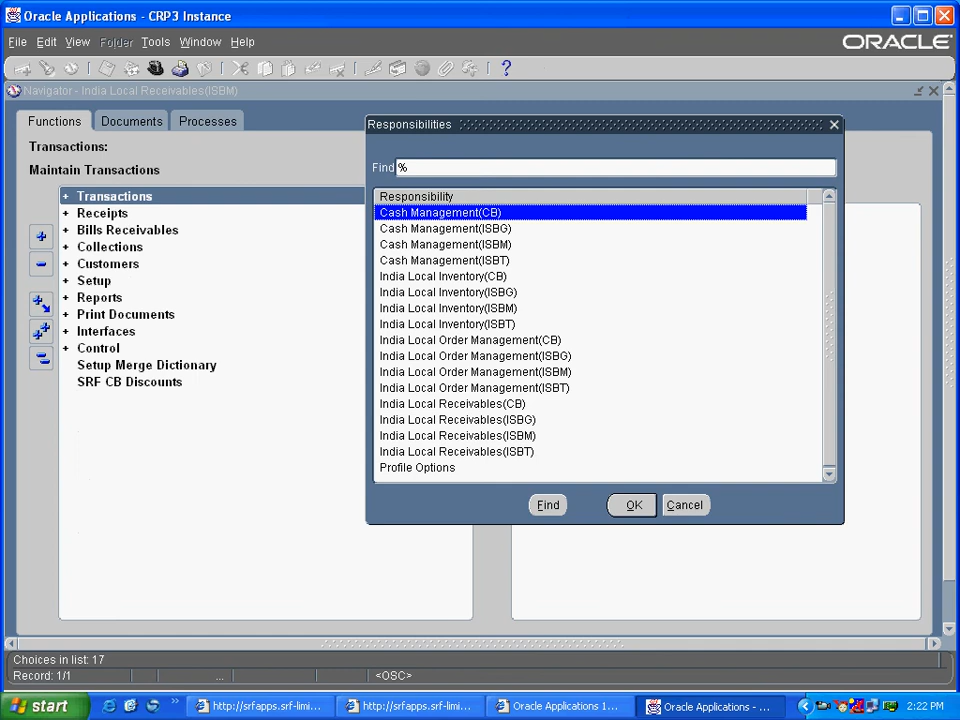 Oracle Applications - CRP3 Instance
File Edit View Folder Tools Window Help
ORACLE
Navigator - India Local Receivables(ISBM)
Functions Documents Processes
Transactions:
Maintain Transactions
+ Transactions
+ Receipts
+ Bills Receivables
+ Collections
+ Customers
+ Setup
+ Reports
+ Print Documents
+ Interfaces
+ Control
Setup Merge Dictionary
SRF CB Discounts
Responsibilities
Find %
Responsibility
Cash Management(CB)
Cash Management(ISBG)
Cash Management(ISBM)
Cash Management(ISBT)
India Local Inventory(CB)
India Local Inventory(ISBG)
India Local Inventory(ISBM)
India Local Inventory(ISBT)
India Local Order Management(CB)
India Local Order Management(ISBG)
India Local Order Management(ISBM)
India Local Order Management(ISBT)
India Local Receivables(CB)
India Local Receivables(ISBG)
India Local Receivables(ISBM)
India Local Receivables(ISBT)
Profile Options
Find OK Cancel
Choices in list: 17
Record: 1/1 ... <OSC>
start http://srfapps.srf-limi... http://srfapps.srf-limi... Oracle Applications 1... Oracle Applications - ... 2:22 PM